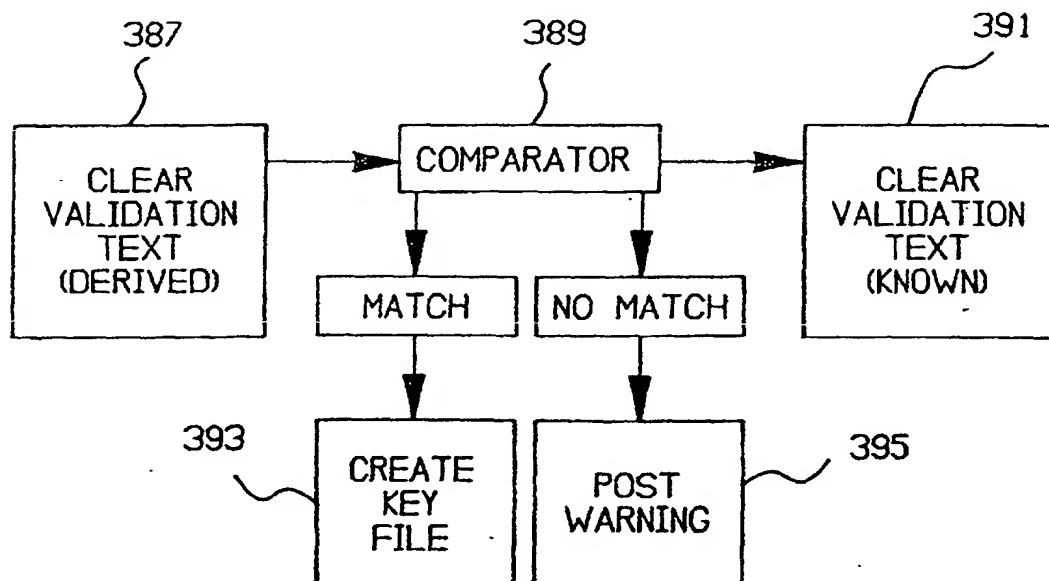 387
389
391
CLEAR
VALIDATION
TEXT
(DERIVED)
COMPARATOR
CLEAR
VALIDATION
TEXT
(KNOWN)
MATCH
NO MATCH
393
CREATE
KEY
FILE
POST
WARNING
395